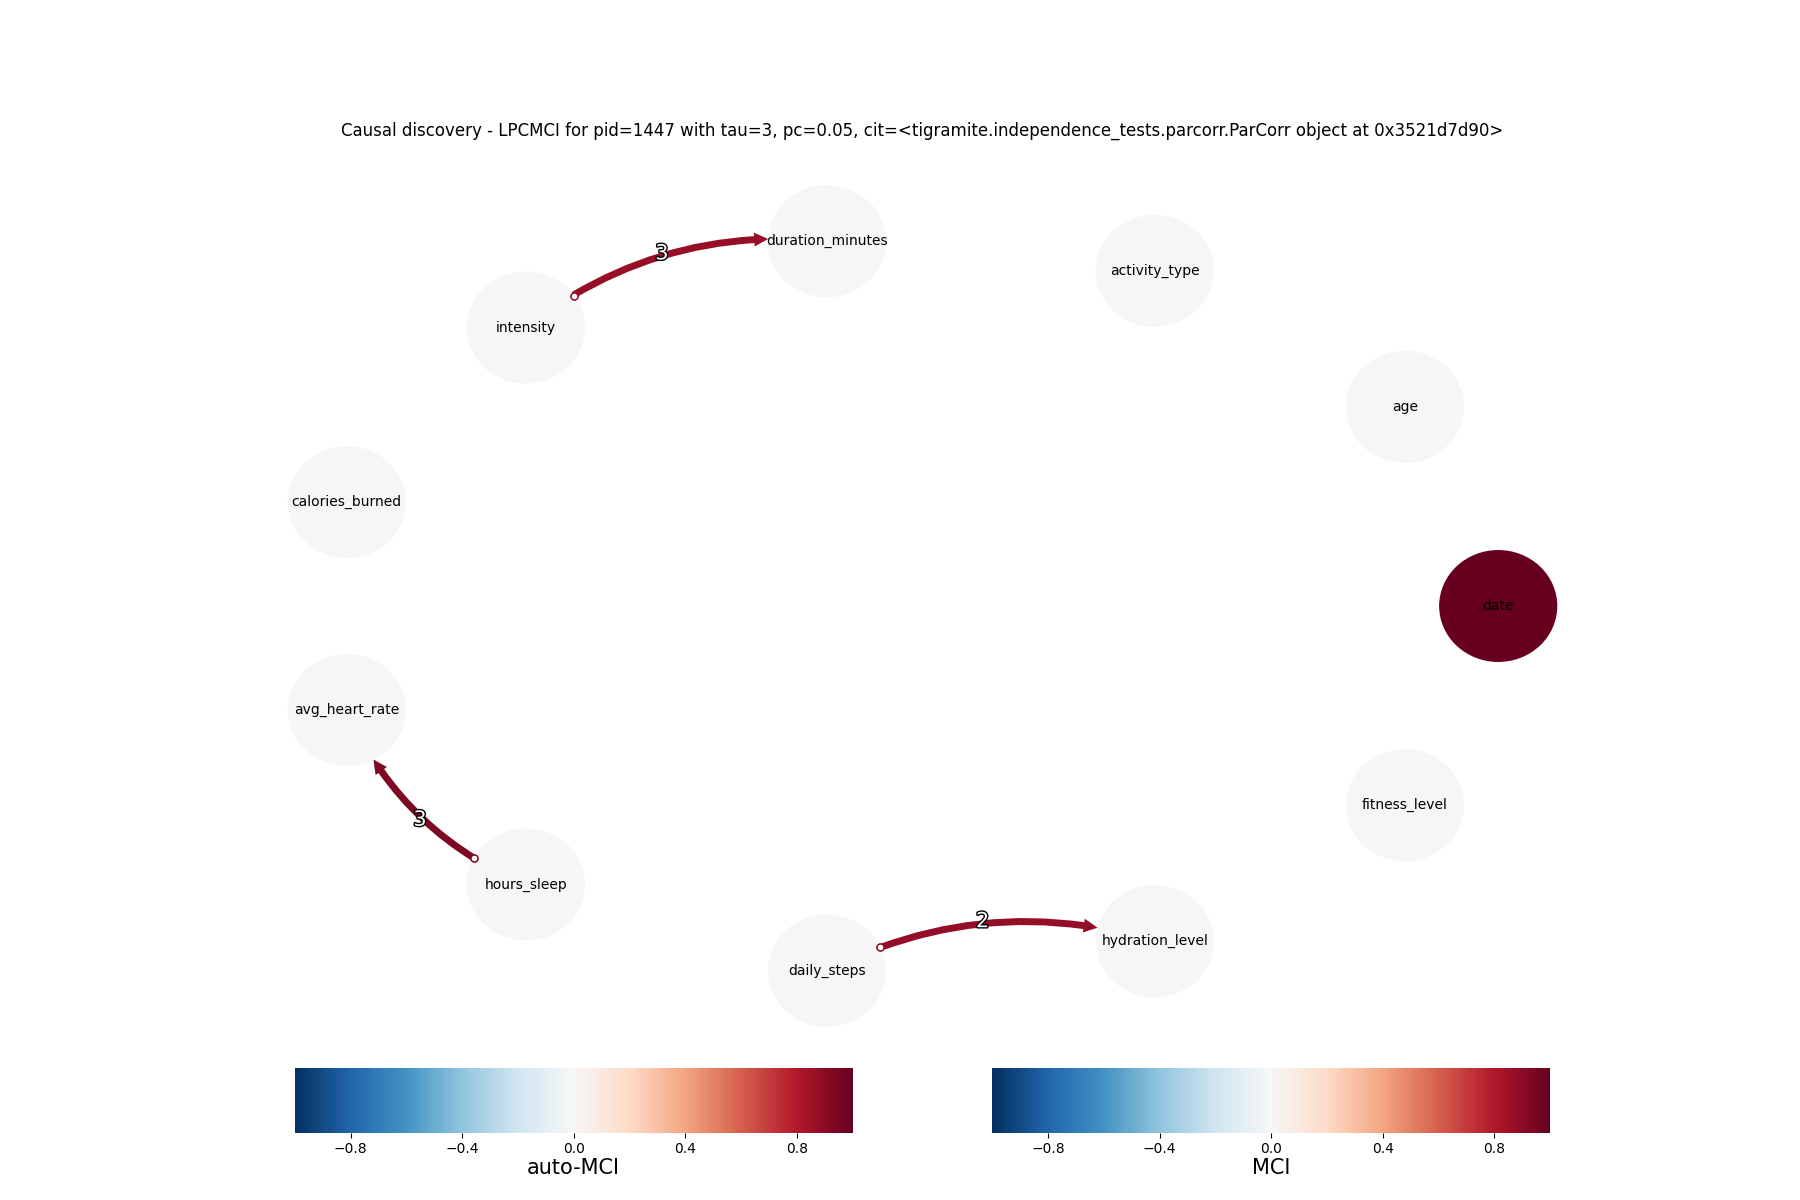 Causal discovery - LPCMCI for pid=1447 with tau=3, pc=0.05, cit=<tigramite.independence_tests.parcorr.ParCorr object at 0x3521d7d90>
duration_minutes
3
activity_type
intensity
age
calories_burned
date
avg_heart_rate
fitness_level
3
hours_sleep
2
hydration_level
daily_steps
−0.8 −0.4 0.0 0.4 0.8
auto-MCI
−0.8 −0.4 0.0 0.4 0.8
MCI